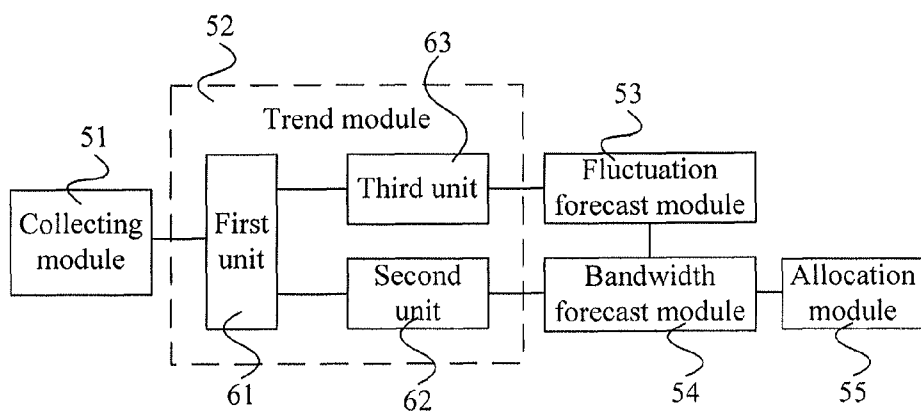 52
63
53
51
Trend module
Collecting
module
First
unit
Third unit
Fluctuation
forecast module
Second
unit
Bandwidth
forecast module
Allocation
module
61
62
54
55